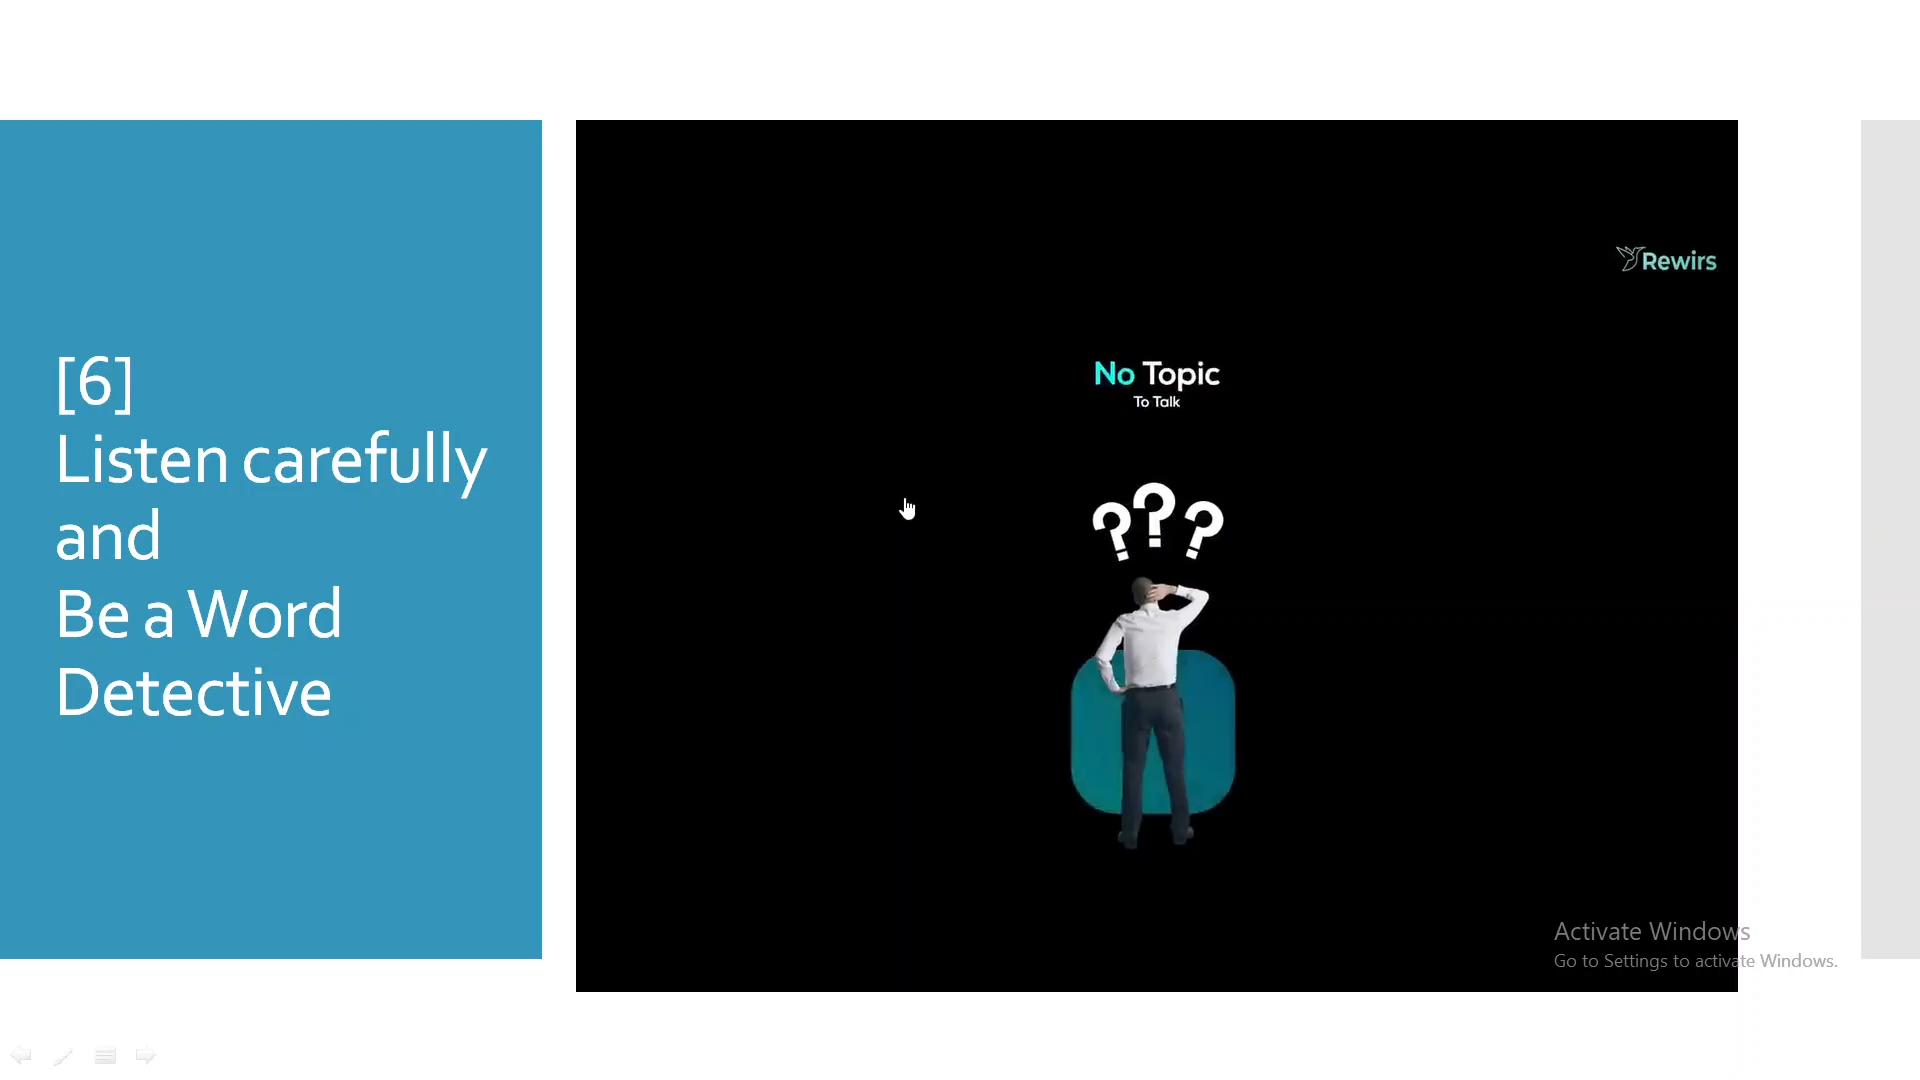 [6]
Listen carefully
and
Be a Word
Detective
Rewirs
No Topic
To Talk
???
Activate Windows
Go to Settings to activate Windows.